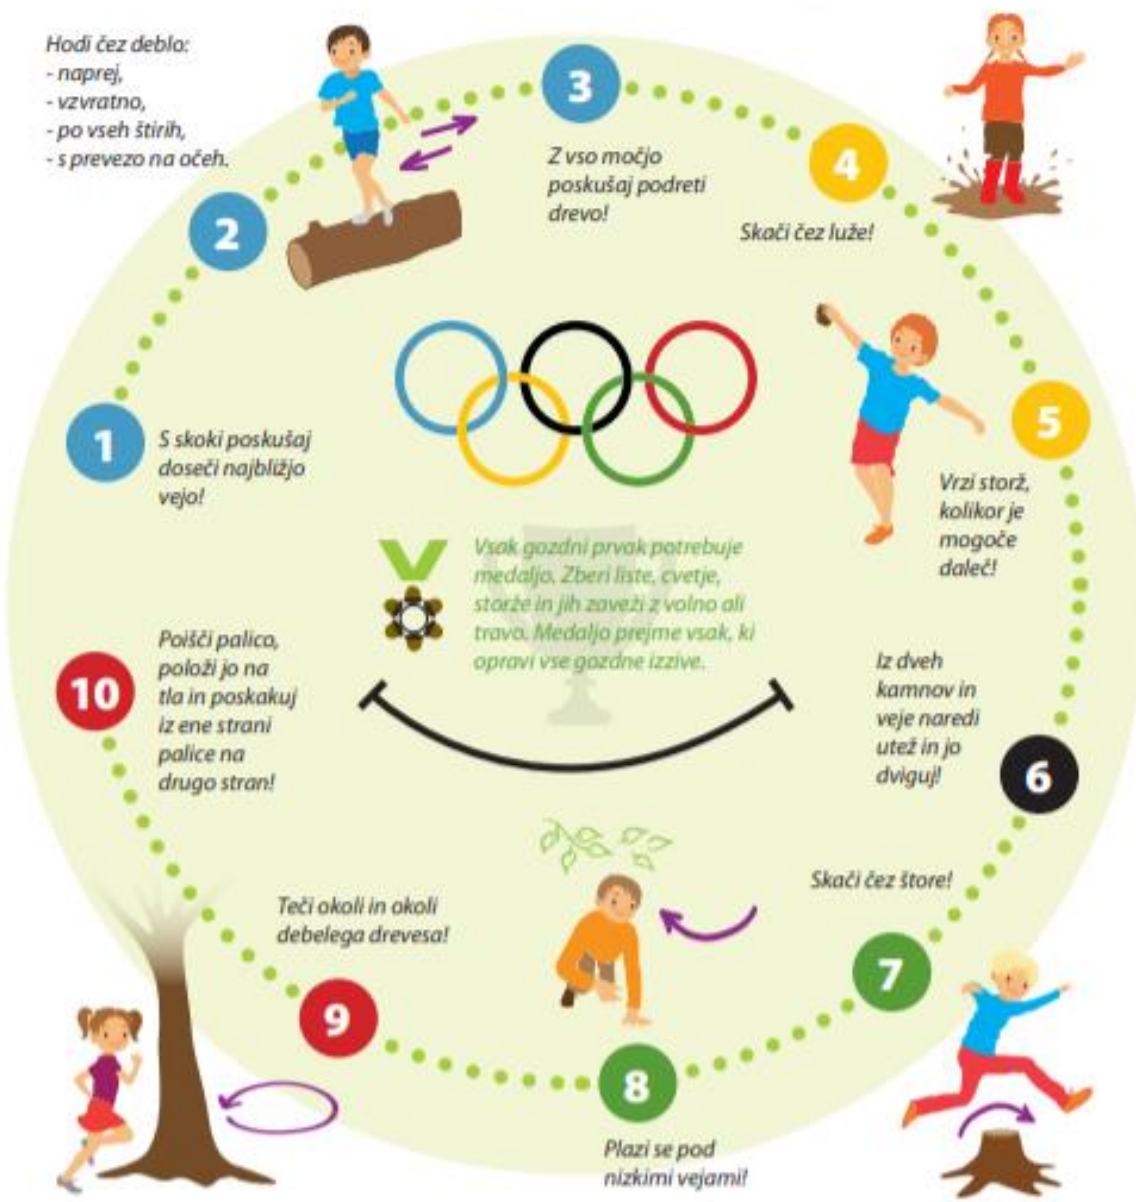 1
S skoki poskušaj
doseči najbližjo
vejo!
2
Hodi čez deblo:
- naprej,
- vzvratno,
- po vseh štirih,
- s prevezo na očeh.
3
Z vso močjo
poskušaj podreti
drevo!
4
Skači čez luže!
5
Vrzi storž,
kolikor je
mogoče
daleč!
6
Iz dveh
kamnov in
veje naredi
utež in jo
dviguj!
7
Skači čez štore!
8
Plazi se pod
nizkimi vejami!
9
Teči okoli in okoli
debelega drevesa!
10
Poišči palico,
položi jo na
tla in poskakuj
iz ene strani
palice na
drugo stran!
Vsak gozdni prvak potrebuje
medaljo. Zberi liste, cvetje,
storže in jih zaveži z volno ali
travo. Medaljo prejme vsak, ki
opravi vse gozdne izzive.